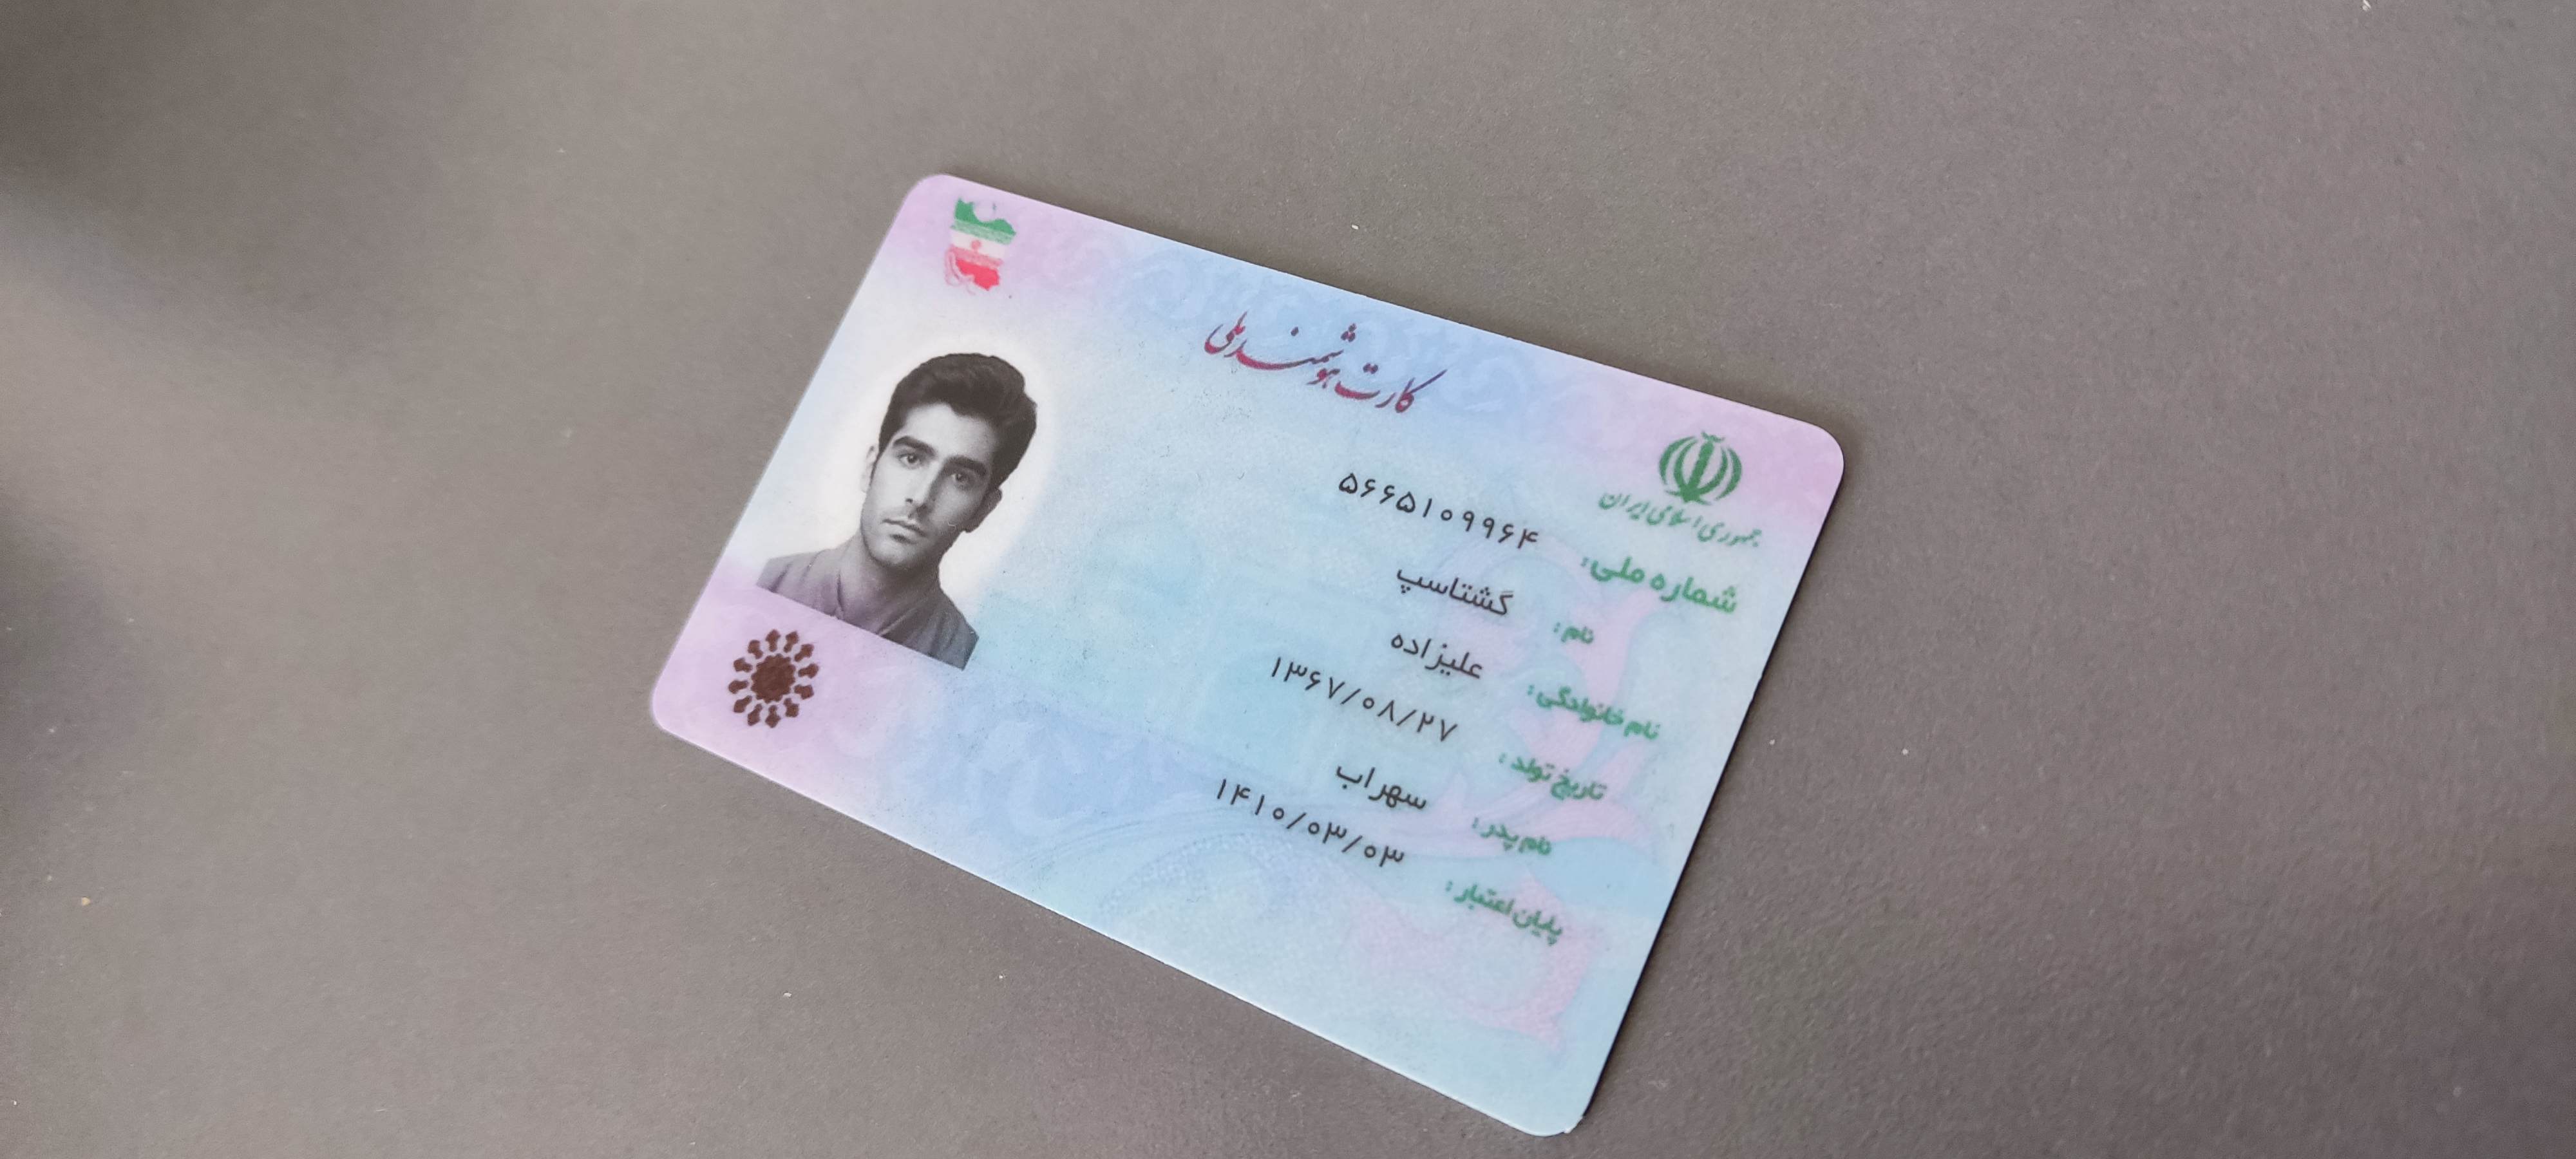 کارت هوشمند ملی
جمهوری اسلامی ایران
شماره ملی: ۵۶۶۵۱۰۹۹۶۴
نام: گشتاسپ
نام خانوادگی: علیزاده
تاریخ تولد: ۱۳۶۷/۰۸/۲۷
نام پدر: سهراب
پایان اعتبار: ۱۴۱۰/۰۳/۰۳